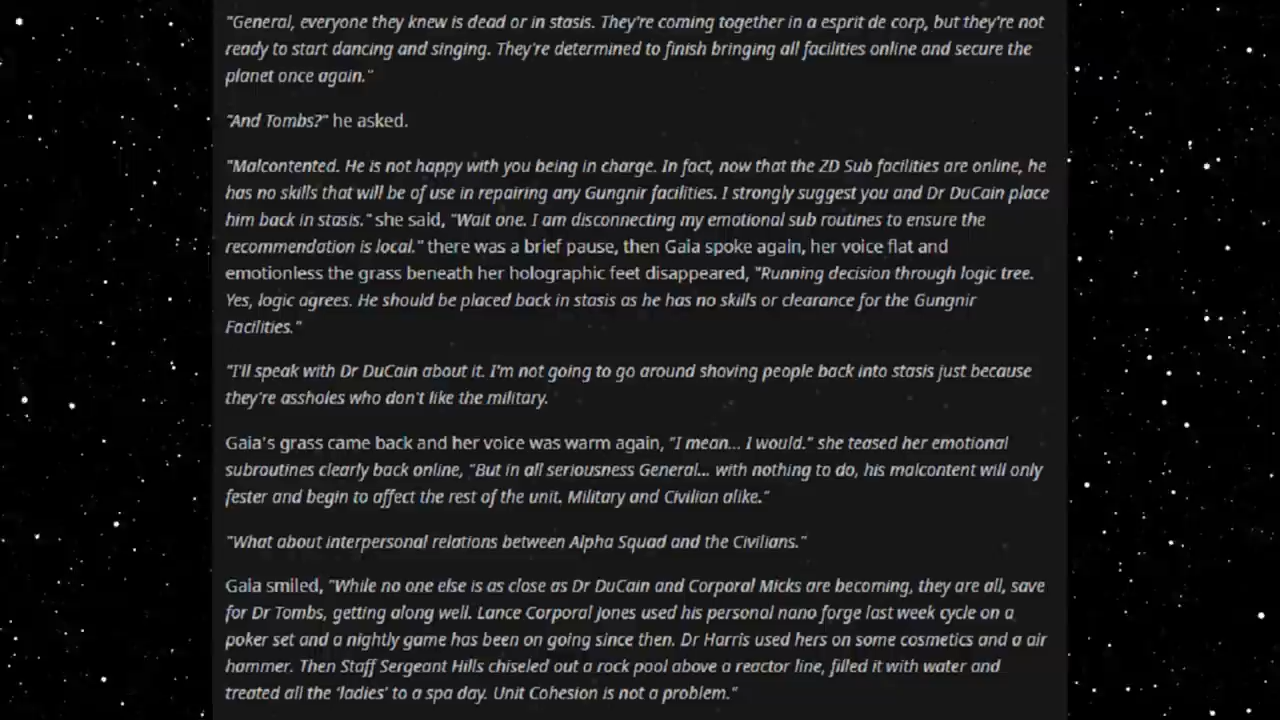 "General, everyone they knew is dead or in stasis. They're coming together in a esprit de corp, but they're not
ready to start dancing and singing. They're determined to finish bringing all facilities online and secure the
planet once again."
"And Tombs?" he asked.
"Malcontented. He is not happy with you being in charge. In fact, now that the ZD Sub facilities are online, he
has no skills that will be of use in repairing any Gungnir facilities. I strongly suggest you and Dr DuCain place
him back in stasis." she said, "Wait one. I am disconnecting my emotional sub routines to ensure the
recommendation is local." there was a brief pause, then Gaia spoke again, her voice flat and
emotionless the grass beneath her holographic feet disappeared, "Running decision through logic tree.
Yes, logic agrees. He should be placed back in stasis as he has no skills or clearance for the Gungnir
Facilities."
"I'll speak with Dr DuCain about it. I'm not going to go around shoving people back into stasis just because
they're assholes who don't like the military.
Gaia's grass came back and her voice was warm again, "I mean... I would." she teased her emotional
subroutines clearly back online, "But in all seriousness General... with nothing to do, his malcontent will only
fester and begin to affect the rest of the unit. Military and Civilian alike."
"What about interpersonal relations between Alpha Squad and the Civilians."
Gaia smiled, "While no one else is as close as Dr DuCain and Corporal Micks are becoming, they are all, save
for Dr Tombs, getting along well. Lance Corporal Jones used his personal nano forge last week cycle on a
poker set and a nightly game has been on going since then. Dr Harris used hers on some cosmetics and a air
hammer. Then Staff Sergeant Hills chiseled out a rock pool above a reactor line, filled it with water and
treated all the 'ladies' to a spa day. Unit Cohesion is not a problem."